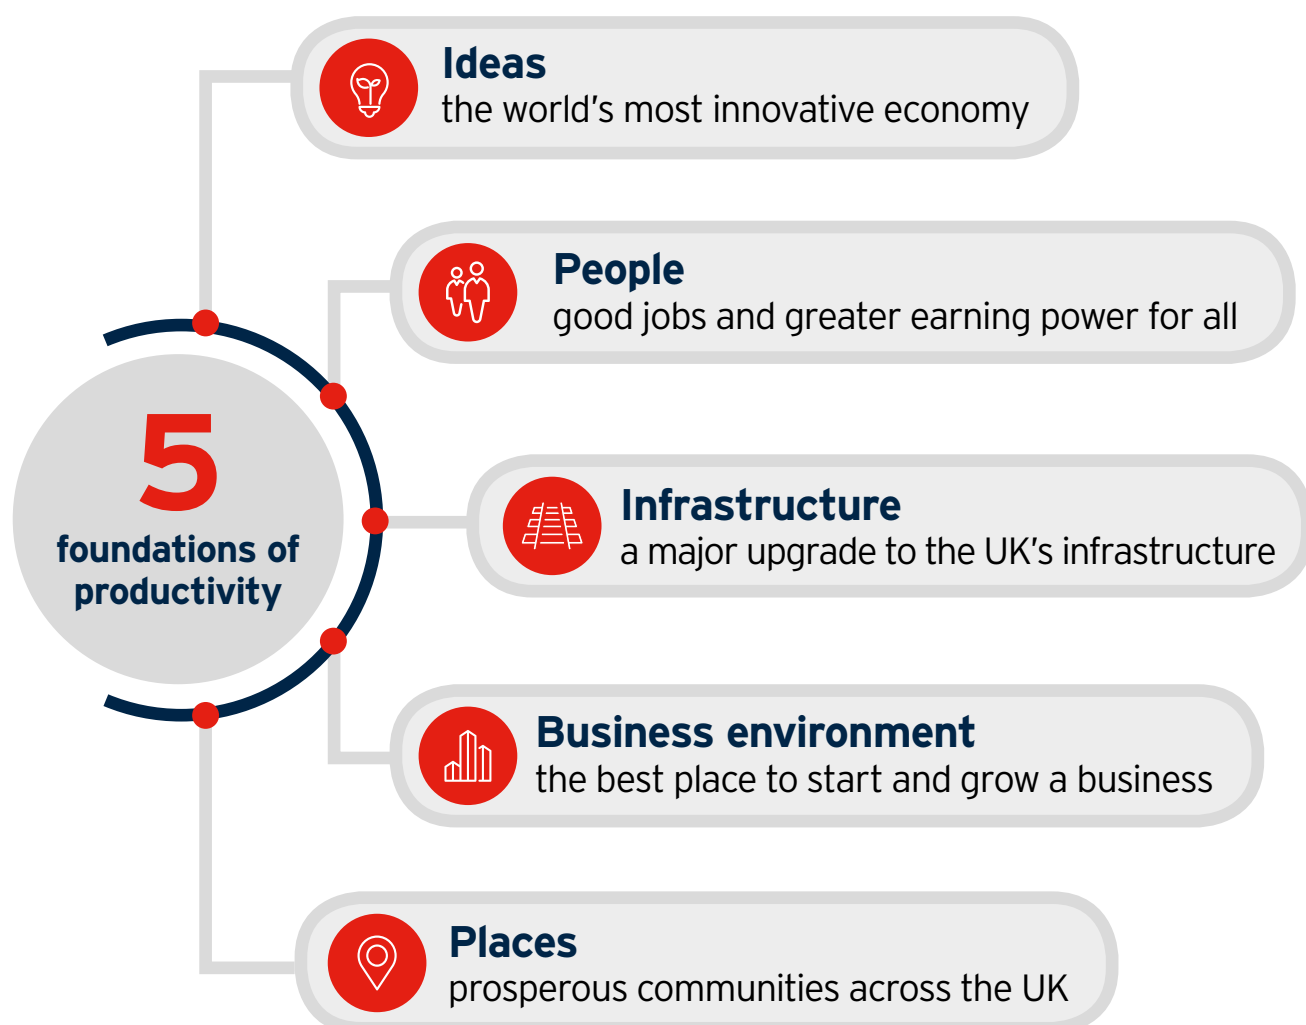 Ideas
the world’s most innovative economy
People
good jobs and greater earning power for all
5
foundations of
productivity
Infrastructure
a major upgrade to the UK’s infrastructure
Business environment
the best place to start and grow a business
Places
prosperous communities across the UK